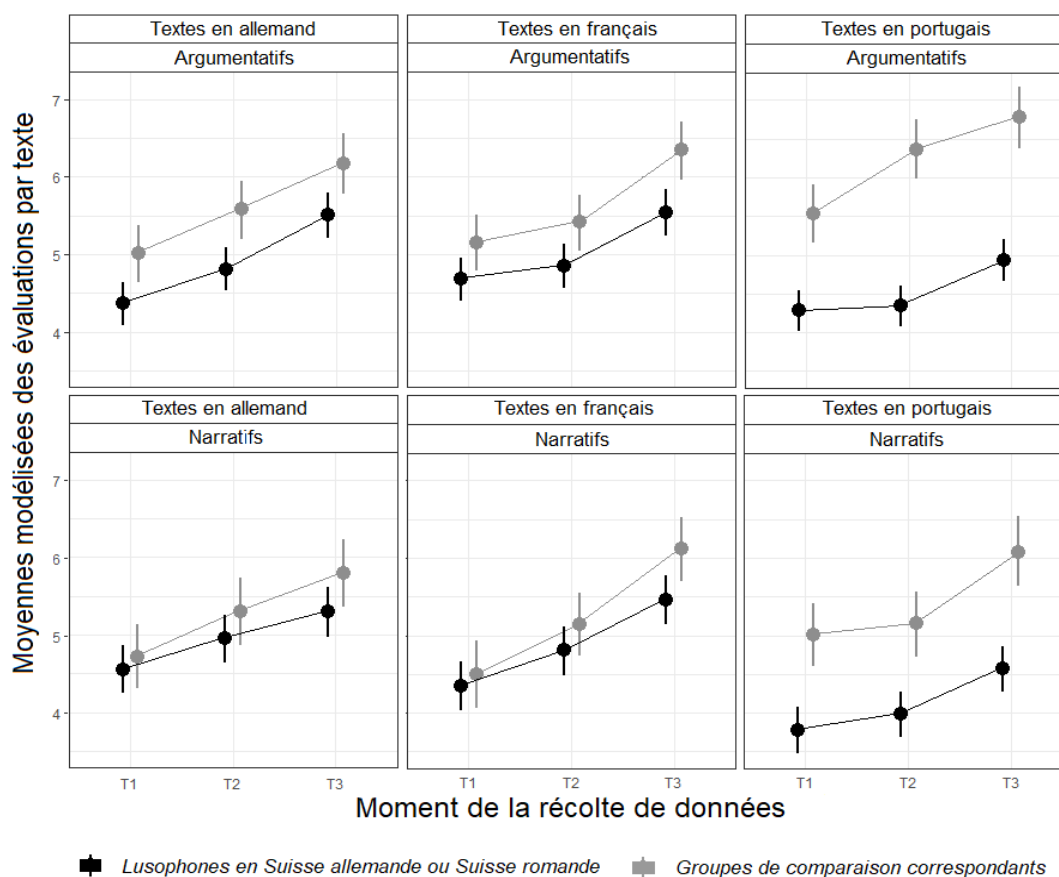 Textes en allemand
Textes en français
Textes en portugais
Argumentatifs
Argumentatifs
Argumentatifs
Moyennes modélisées des évaluations par texte
7
6
5
4
Textes en allemand
Textes en français
Textes en portugais
Narratifs
Narratifs
Narratifs
7
6
5
4
T1
T2
T3
T1
T2
T3
T1
T2
T3
Moment de la récolte de données
Lusophones en Suisse allemande ou Suisse romande
Groupes de comparaison correspondants